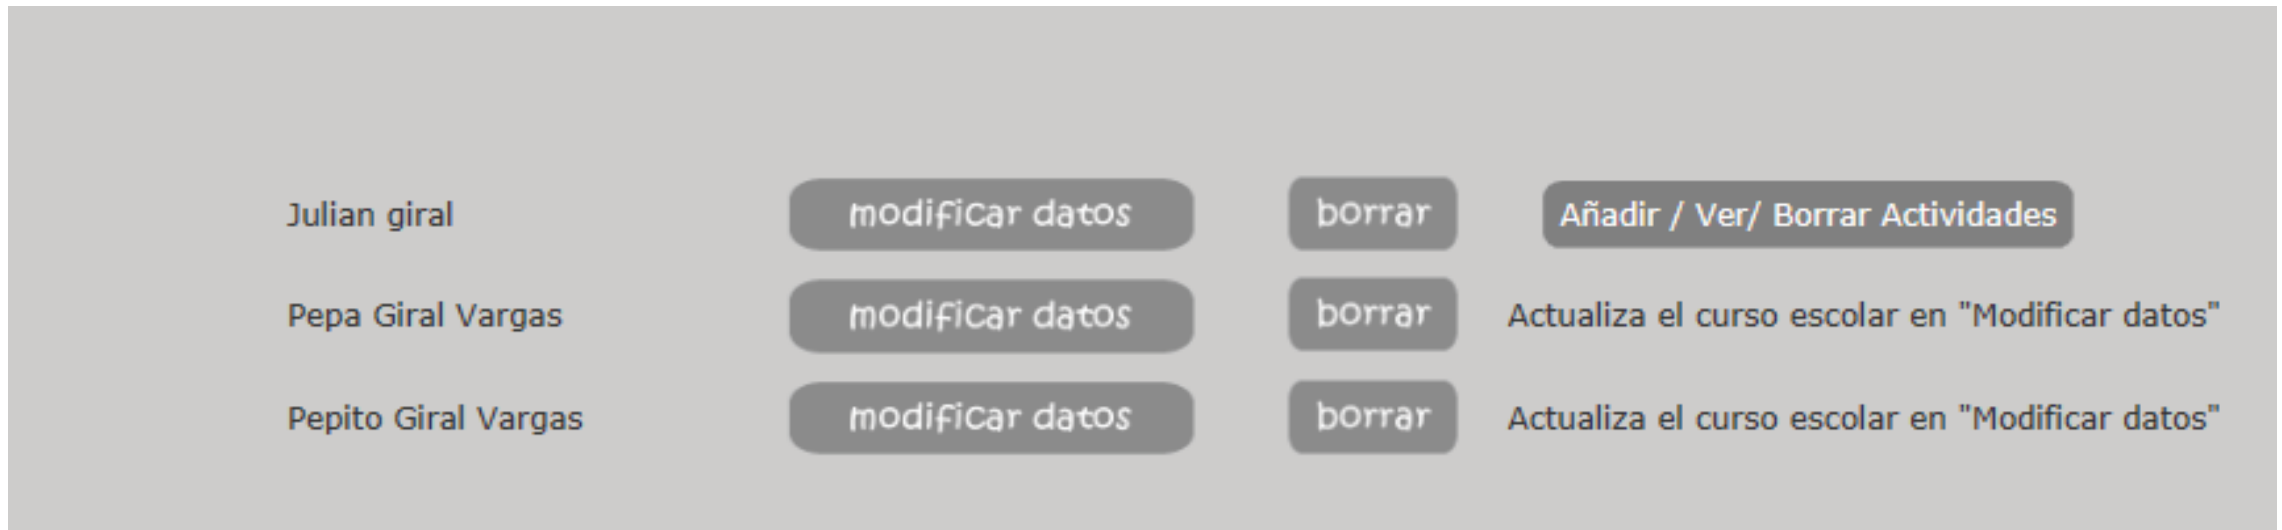 Julian giral modificar datos borrar Añadir / Ver/ Borrar Actividades
Pepa Giral Vargas modificar datos borrar Actualiza el curso escolar en "Modificar datos"
Pepito Giral Vargas modificar datos borrar Actualiza el curso escolar en "Modificar datos"